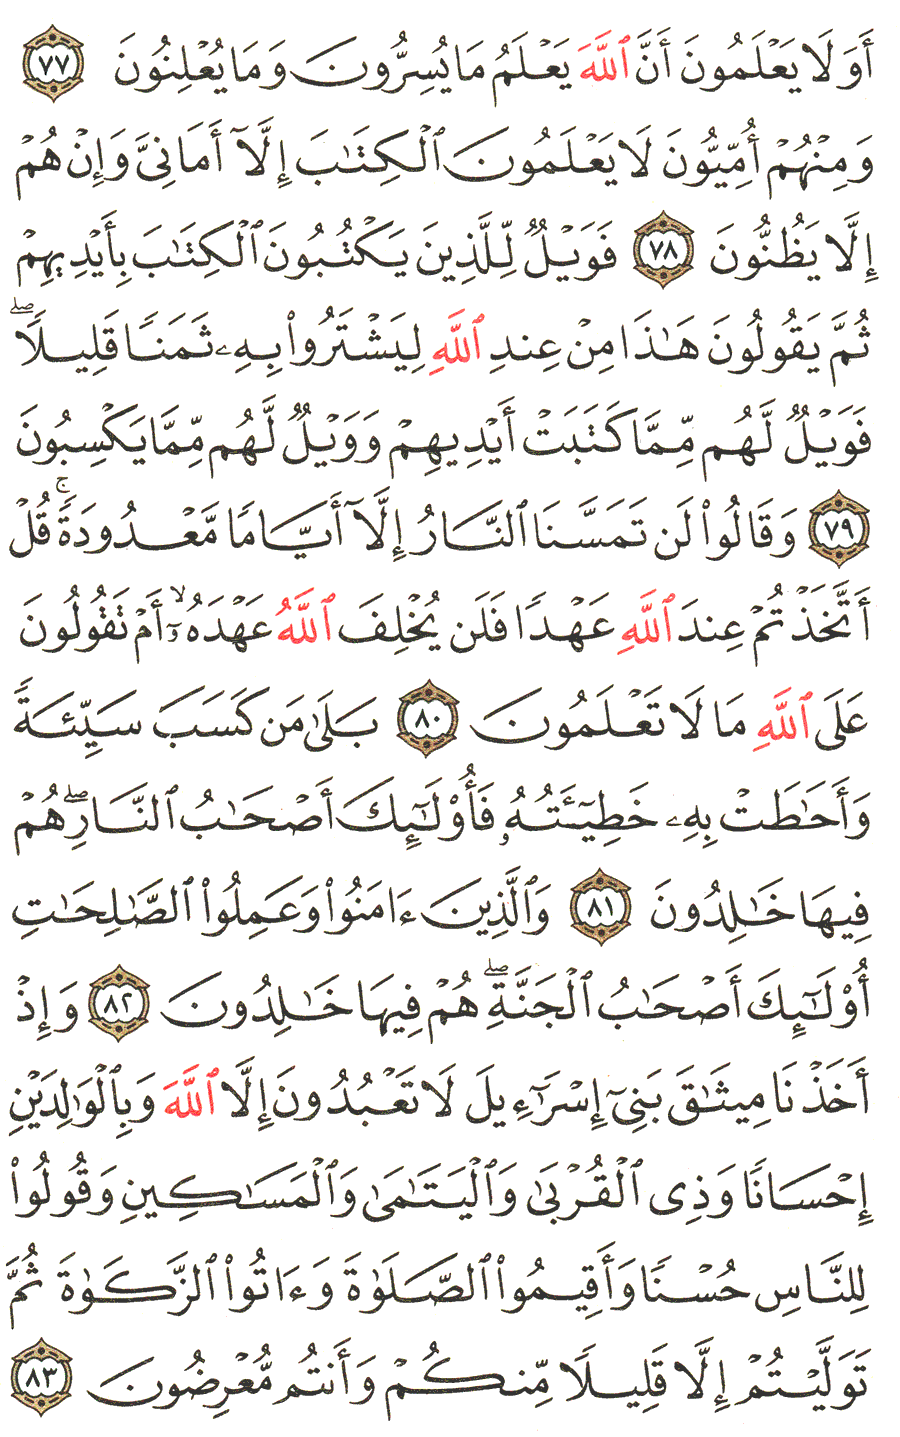 أَوَلَا يَعْلَمُونَ أَنَّ ٱللَّهَ يَعْلَمُ مَا يُسِرُّونَ وَمَا يُعْلِنُونَ ٧٧
وَمِنْهُمْ أُمِّيُّونَ لَا يَعْلَمُونَ ٱلْكِتَٰبَ إِلَّآ أَمَانِىَّ وَإِنْ هُمْ
إِلَّا يَظُنُّونَ ٧٨ فَوَيْلٌ لِّلَّذِينَ يَكْتُبُونَ ٱلْكِتَٰبَ بِأَيْدِيهِمْ
ثُمَّ يَقُولُونَ هَٰذَا مِنْ عِندِ ٱللَّهِ لِيَشْتَرُوا۟ بِهِۦ ثَمَنًا قَلِيلًا ۖ
فَوَيْلٌ لَّهُم مِّمَّا كَتَبَتْ أَيْدِيهِمْ وَوَيْلٌ لَّهُم مِّمَّا يَكْسِبُونَ
٧٩ وَقَالُوا۟ لَن تَمَسَّنَا ٱلنَّارُ إِلَّآ أَيَّامًا مَّعْدُودَةً ۚ قُلْ
أَتَّخَذْتُمْ عِندَ ٱللَّهِ عَهْدًا فَلَن يُخْلِفَ ٱللَّهُ عَهْدَهُۥٓ ۖ أَمْ تَقُولُونَ
عَلَى ٱللَّهِ مَا لَا تَعْلَمُونَ ٨٠ بَلَىٰ مَن كَسَبَ سَيِّئَةً
وَأَحَٰطَتْ بِهِۦ خَطِيٓـَٔتُهُۥ فَأُو۟لَٰٓئِكَ أَصْحَٰبُ ٱلنَّارِ ۖ هُمْ
فِيهَا خَٰلِدُونَ ٨١ وَٱلَّذِينَ ءَامَنُوا۟ وَعَمِلُوا۟ ٱلصَّٰلِحَٰتِ
أُو۟لَٰٓئِكَ أَصْحَٰبُ ٱلْجَنَّةِ ۖ هُمْ فِيهَا خَٰلِدُونَ ٨٢ وَإِذْ
أَخَذْنَا مِيثَٰقَ بَنِىٓ إِسْرَٰٓءِيلَ لَا تَعْبُدُونَ إِلَّا ٱللَّهَ وَبِٱلْوَٰلِدَيْنِ
إِحْسَانًا وَذِى ٱلْقُرْبَىٰ وَٱلْيَتَٰمَىٰ وَٱلْمَسَٰكِينِ وَقُولُوا۟
لِلنَّاسِ حُسْنًا وَأَقِيمُوا۟ ٱلصَّلَوٰةَ وَءَاتُوا۟ ٱلزَّكَوٰةَ ثُمَّ
تَوَلَّيْتُمْ إِلَّا قَلِيلًا مِّنكُمْ وَأَنتُم مُّعْرِضُونَ ٨٣